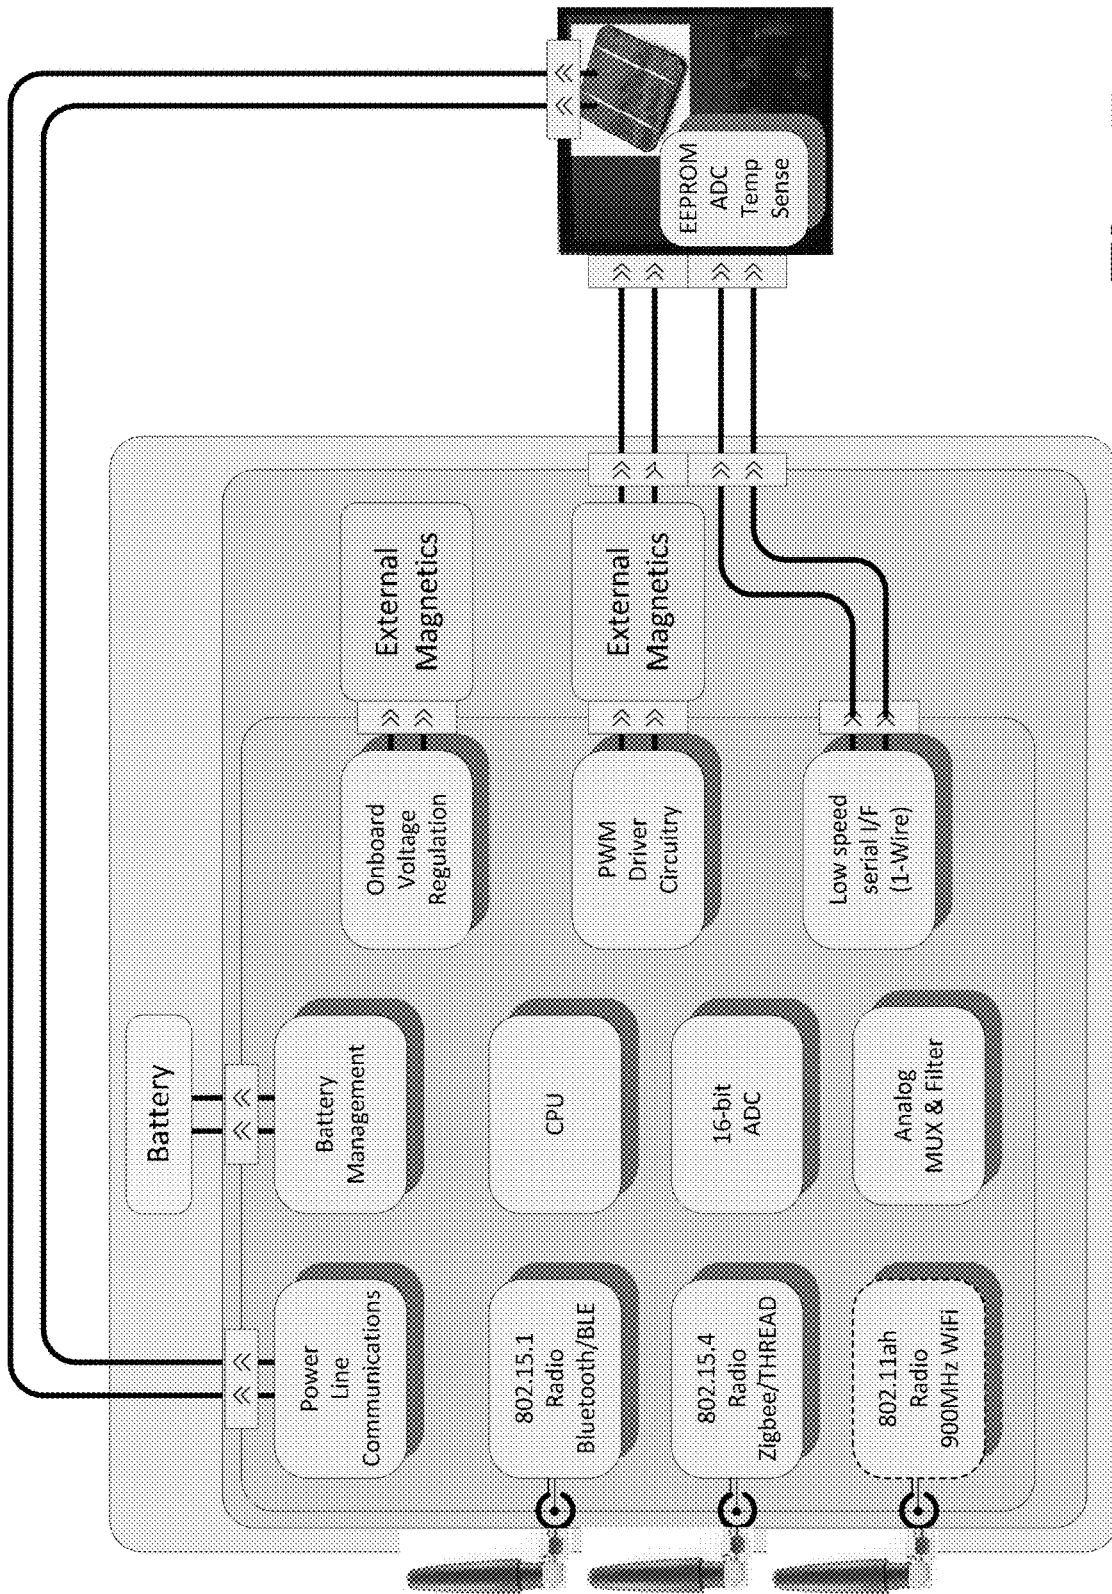 Power
Line
Communications
Battery
Battery
Management
Onboard
Voltage
Regulation
External
Magnetics
802.15.1
Radio
Bluetooth/BLE
CPU
PWM
Driver
Circuitry
External
Magnetics
EEPROM
ADC
Temp
Sense
802.15.4
Radio
Zigbee/THREAD
16-bit
ADC
Low speed
serial I/F
(1-Wire)
802.11ah
Radio
900MHz WiFi
Analog
MUX & Filter